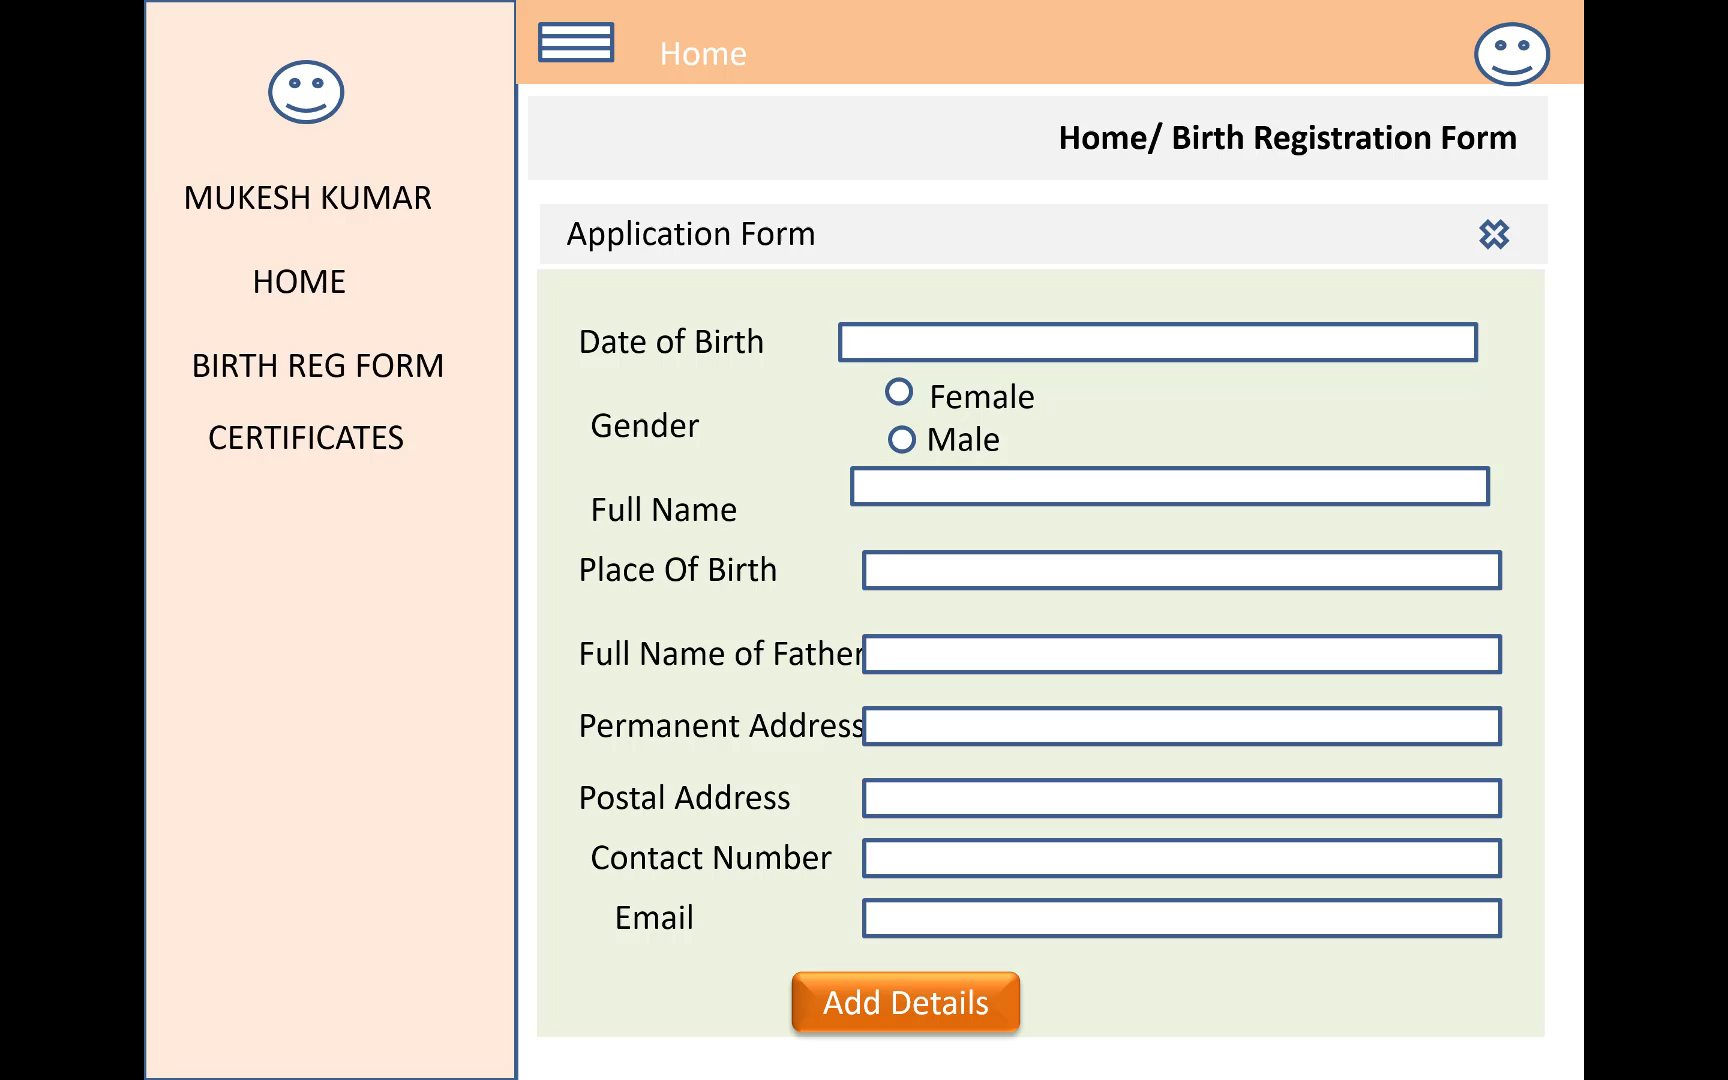 MUKESH KUMAR
HOME
BIRTH REG FORM
CERTIFICATES
Home
Home/ Birth Registration Form
Application Form
Date of Birth
Female
Gender
Male
Full Name
Place Of Birth
Full Name of Father
Permanent Address
Postal Address
Contact Number
Email
Add Details